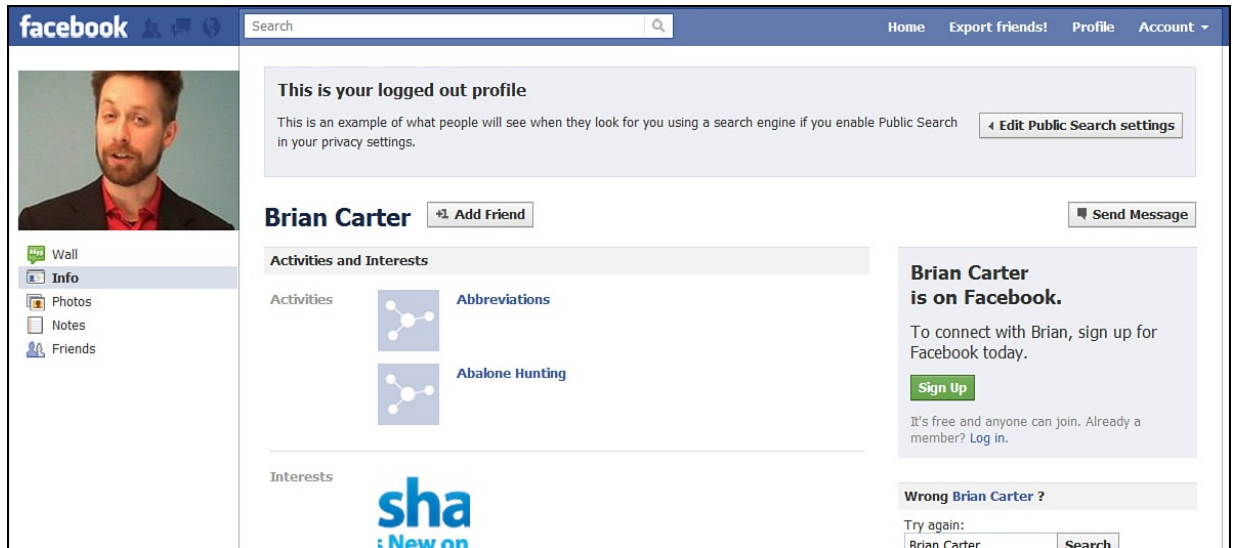 facebook
Search
Home Export friends! Profile Account
This is your logged out profile
This is an example of what people will see when they look for you using a search engine if you enable Public Search
in your privacy settings.
Edit Public Search settings
Brian Carter
+1 Add Friend
Send Message
Wall
Info
Photos
Notes
Friends
Activities and Interests
Activities
Abbreviations
Abalone Hunting
Interests
sha
s New on
Brian Carter
is on Facebook.
To connect with Brian, sign up for
Facebook today.
Sign Up
It's free and anyone can join. Already a
member? Log in.
Wrong Brian Carter ?
Try again:
Brian Carter
Search